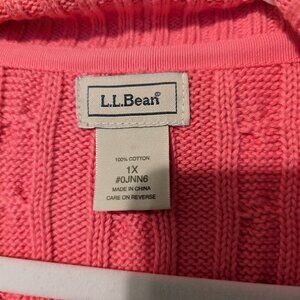 L.L.Bean®
100% COTTON
1X
#0JNN6
MADE IN CHINA
CARE ON REVERSE